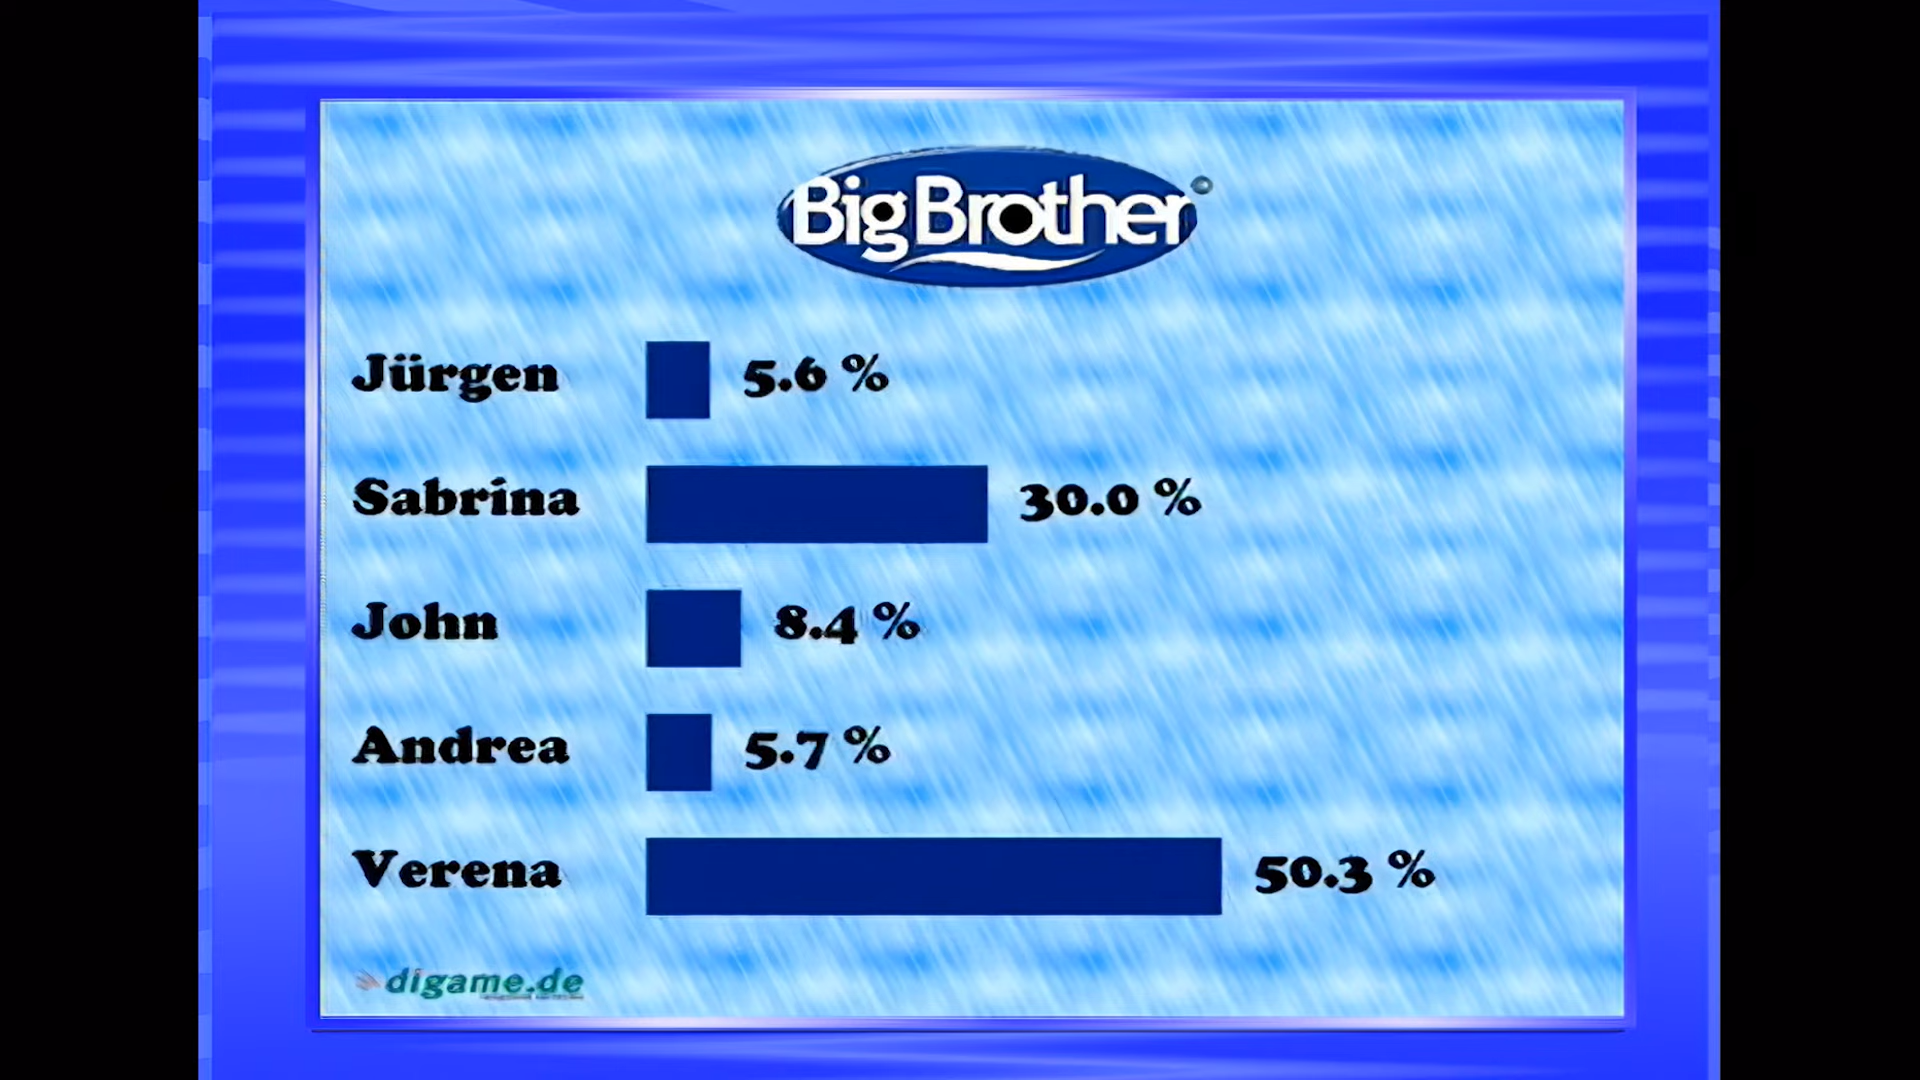 Big Brother
Jürgen 5.6 %
Sabrina 30.0 %
John 8.4 %
Andrea 5.7 %
Verena 50.3 %
digame.de